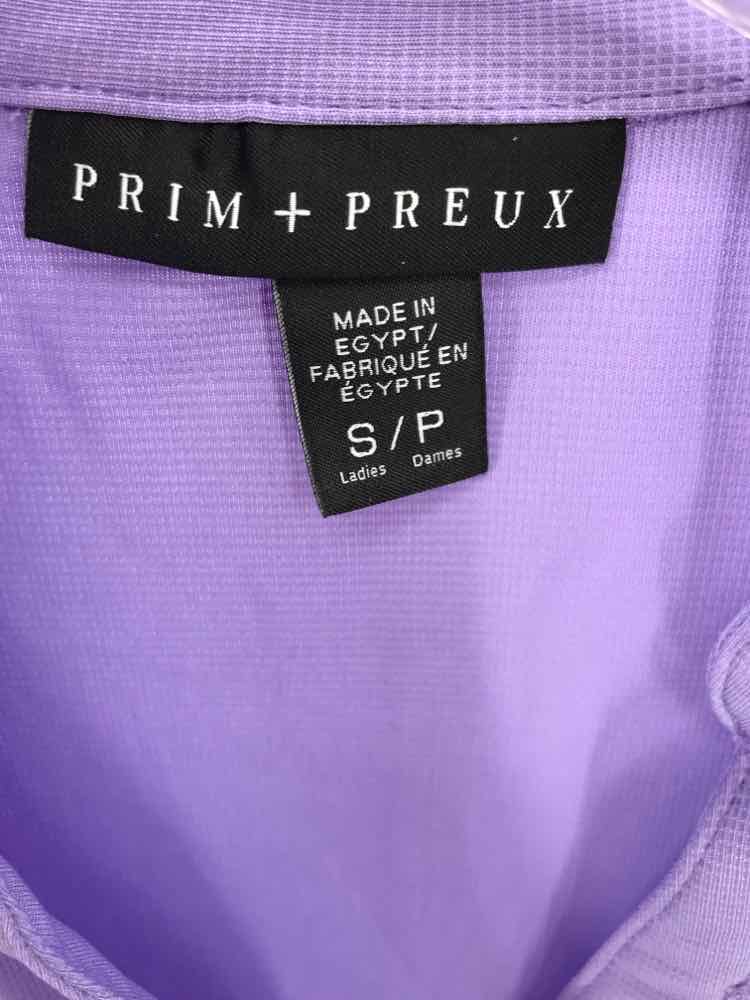 PRIM + PREUX
MADE IN
EGYPT/
FABRIQUÉ EN
ÉGYPTE
S / P
Ladies Dames